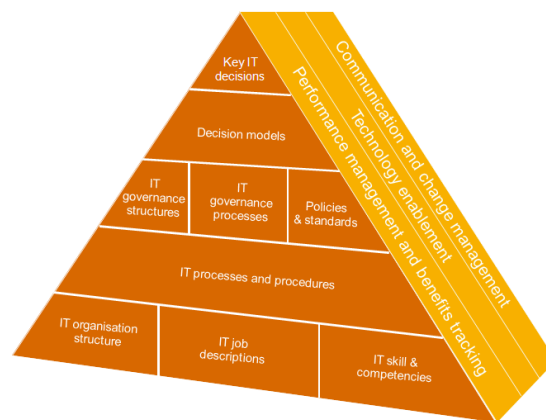 Key IT
decisions
Decision models
IT
governance
structures
IT
governance
processes
Policies
& standards
IT processes and procedures
IT organisation
structure
IT job
descriptions
IT skill &
competencies
Performance management and benefits tracking
Technology enablement
Communication and change management